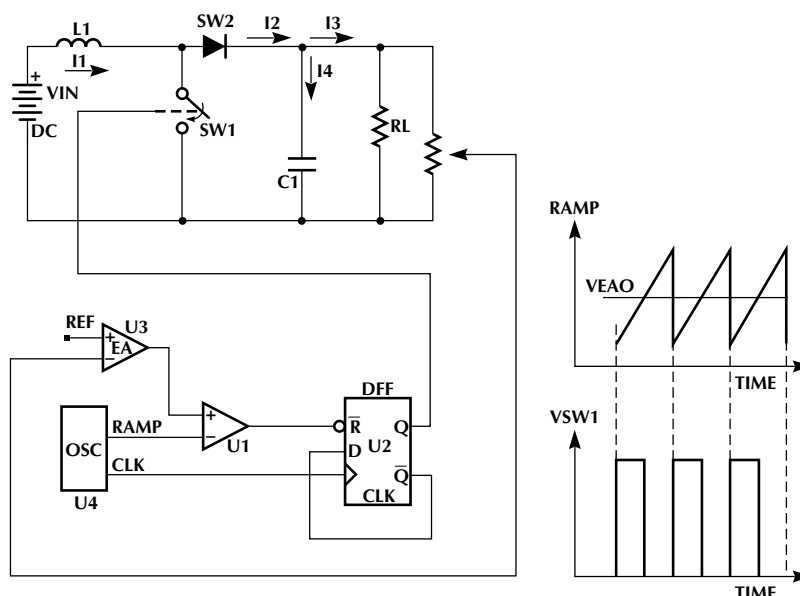 L1
I1
SW2
I2
I3
I4
+
VIN
DC
SW1
C1
RL
REF
U3
+
EA
−
RAMP
+
−
U1
OSC
CLK
U4
DFF
R
Q
D
U2
Q
CLK
RAMP
VEAO
TIME
VSW1
TIME